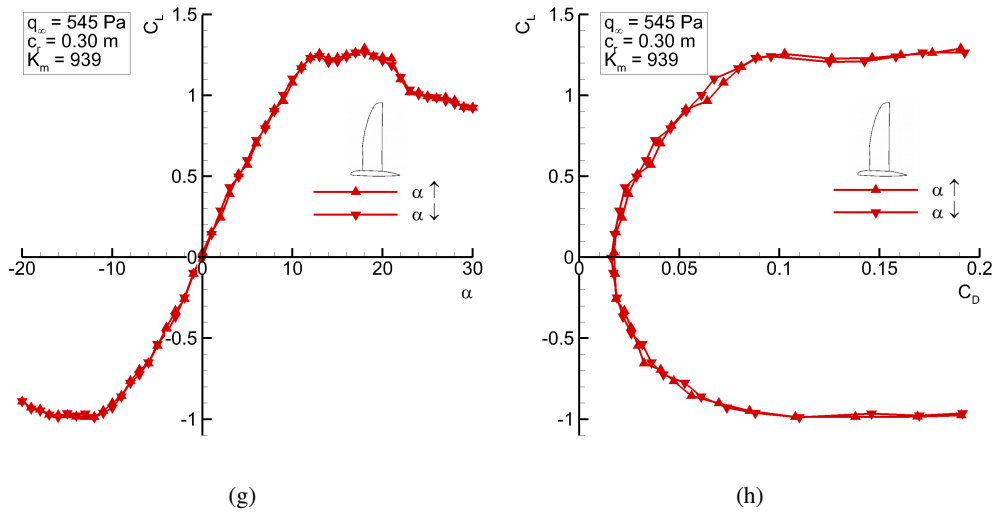 q∞ = 545 Pa
cr = 0.30 m
Km = 939
CL
1.5
1
0.5
0
-0.5
-1
-20
-10
0
10
20
30
α
α ↑
α ↓
(g)
q∞ = 545 Pa
cr = 0.30 m
Km = 939
CL
1.5
1
0.5
0
-0.5
-1
0
0.05
0.1
0.15
0.2
CD
α ↑
α ↓
(h)